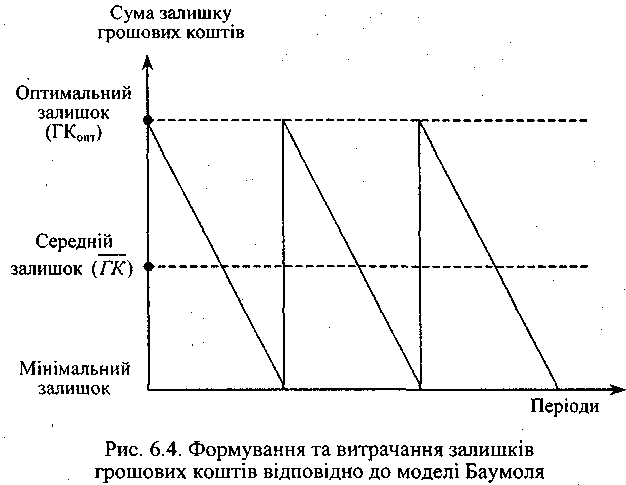 Сума залишку
грошових коштів
Оптимальний
залишок
(ГКопт)
Середній
залишок (ГК)
Мінімальний
залишок
Періоди
Рис. 6.4. Формування та витрачання залишків
грошових коштів відповідно до моделі Баумоля